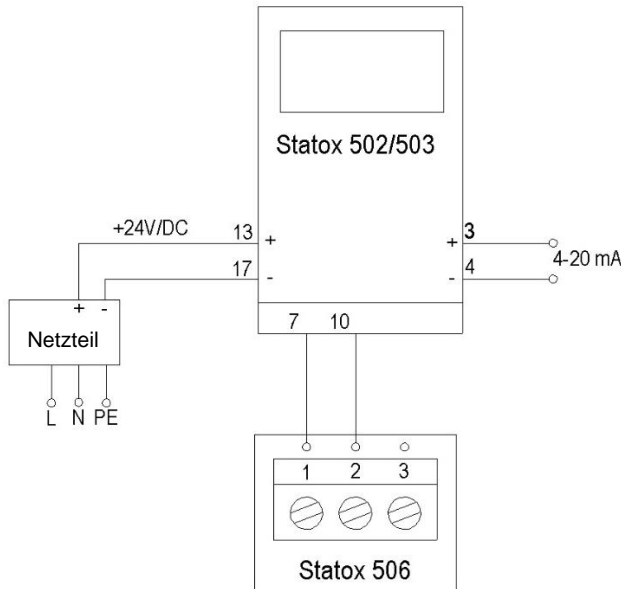 Statox 502/503
+24V/DC 13 + + 3
17 - - 4 4-20 mA
+ -
Netzteil
7 10
L N PE
1 2 3
Statox 506